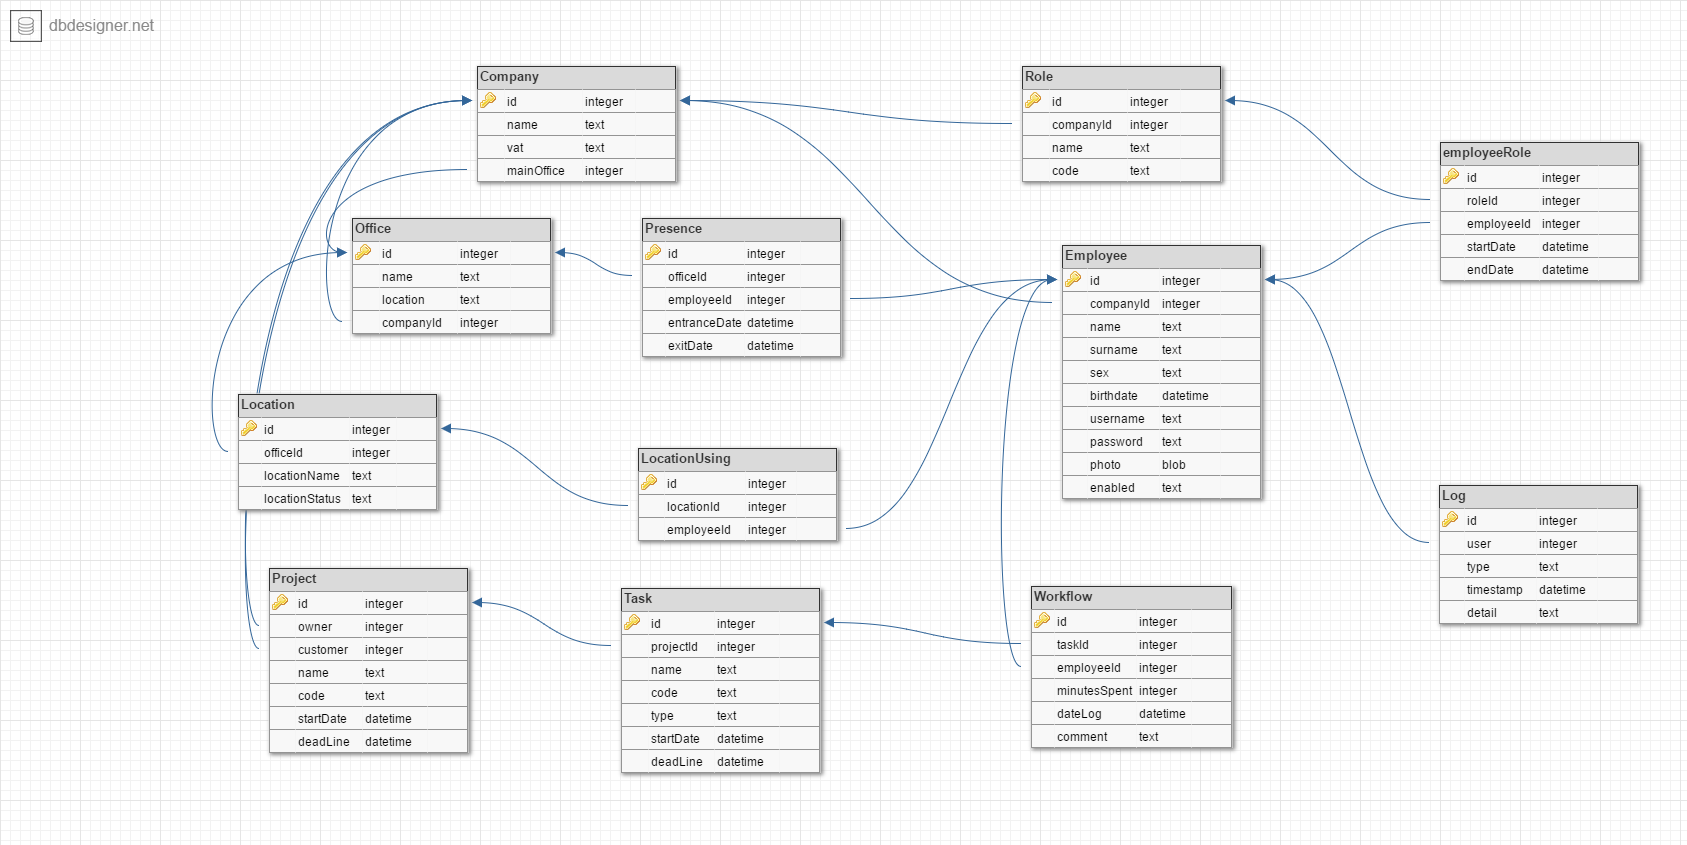 dbdesigner.net
Company
id integer
name text
vat text
mainOffice integer
Role
id integer
companyId integer
name text
code text
employeeRole
id integer
roleId integer
employeeId integer
startDate datetime
endDate datetime
Office
id integer
name text
location text
companyId integer
Presence
id integer
officeId integer
employeeId integer
entranceDate datetime
exitDate datetime
Employee
id integer
companyId integer
name text
surname text
sex text
birthdate datetime
username text
password text
photo blob
enabled text
Location
id integer
officeId integer
locationName text
locationStatus text
LocationUsing
id integer
locationId integer
employeeId integer
Log
id integer
user integer
type text
timestamp datetime
detail text
Project
id integer
owner integer
customer integer
name text
code text
startDate datetime
deadLine datetime
Task
id integer
projectId integer
name text
code text
type text
startDate datetime
deadLine datetime
Workflow
id integer
taskId integer
employeeId integer
minutesSpent integer
dateLog datetime
comment text